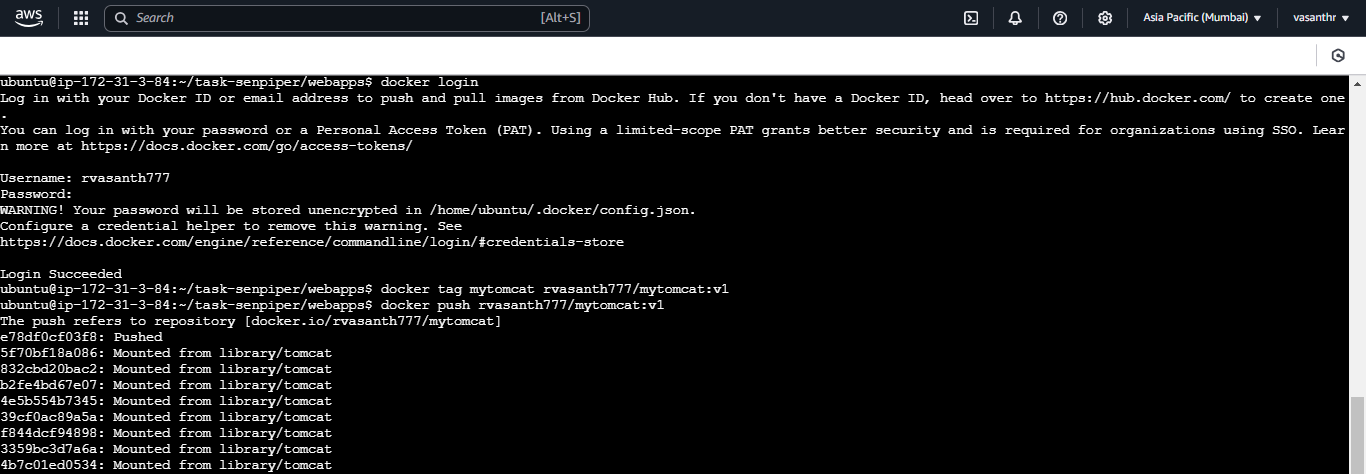 aws
Search
[Alt+S]
Asia Pacific (Mumbai)
vasanthr
ubuntu@ip-172-31-3-84:~/task-senpiper/webapps$ docker login
Log in with your Docker ID or email address to push and pull images from Docker Hub. If you don't have a Docker ID, head over to https://hub.docker.com/ to create one
.
You can log in with your password or a Personal Access Token (PAT). Using a limited-scope PAT grants better security and is required for organizations using SSO. Lear
n more at https://docs.docker.com/go/access-tokens/
Username: rvasanth777
Password:
WARNING! Your password will be stored unencrypted in /home/ubuntu/.docker/config.json.
Configure a credential helper to remove this warning. See
https://docs.docker.com/engine/reference/commandline/login/#credentials-store
Login Succeeded
ubuntu@ip-172-31-3-84:~/task-senpiper/webapps$ docker tag mytomcat rvasanth777/mytomcat:v1
ubuntu@ip-172-31-3-84:~/task-senpiper/webapps$ docker push rvasanth777/mytomcat:v1
The push refers to repository [docker.io/rvasanth777/mytomcat]
e78df0cf03f8: Pushed
5f70bf18a086: Mounted from library/tomcat
832cbd20bac2: Mounted from library/tomcat
b2fe4bd67e07: Mounted from library/tomcat
4e5b554b7345: Mounted from library/tomcat
39cf0ac89a5a: Mounted from library/tomcat
f844dcf94898: Mounted from library/tomcat
3359bc3d7a6a: Mounted from library/tomcat
4b7c01ed0534: Mounted from library/tomcat